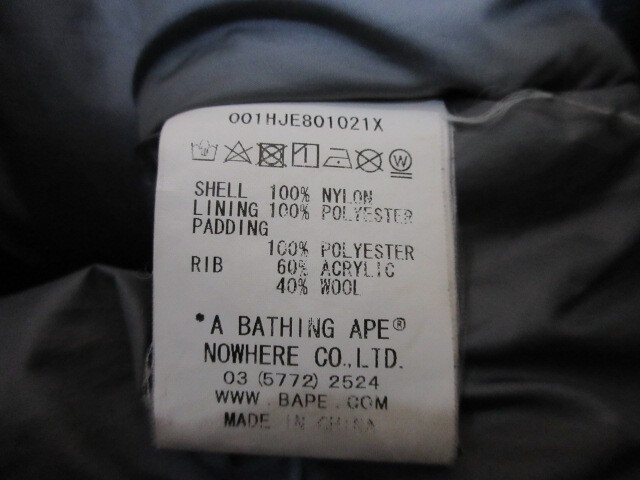 001HJE801021X
W
SHELL 100% NYLON
LINING 100% POLYESTER
PADDING
100% POLYESTER
RIB 60% ACRYLIC
40% WOOL
*A BATHING APE®
NOWHERE CO.,LTD.
03 (5772) 2524
WWW.BAPE.COM
MADE IN CHINA